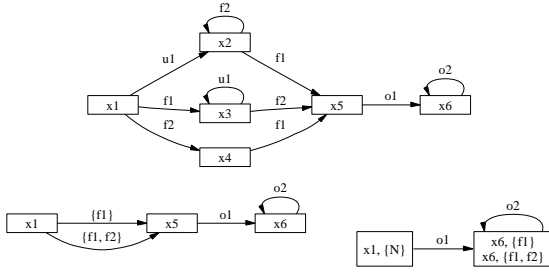 f2
x2
u1
f1
u1
o2
x1
f1
x3
f2
x5
o1
x6
f2
f1
x4
o2
{f1}
x1
x5
o1
x6
{f1, f2}
o2
x1, {N}
o1
x6, {f1}
x6, {f1, f2}